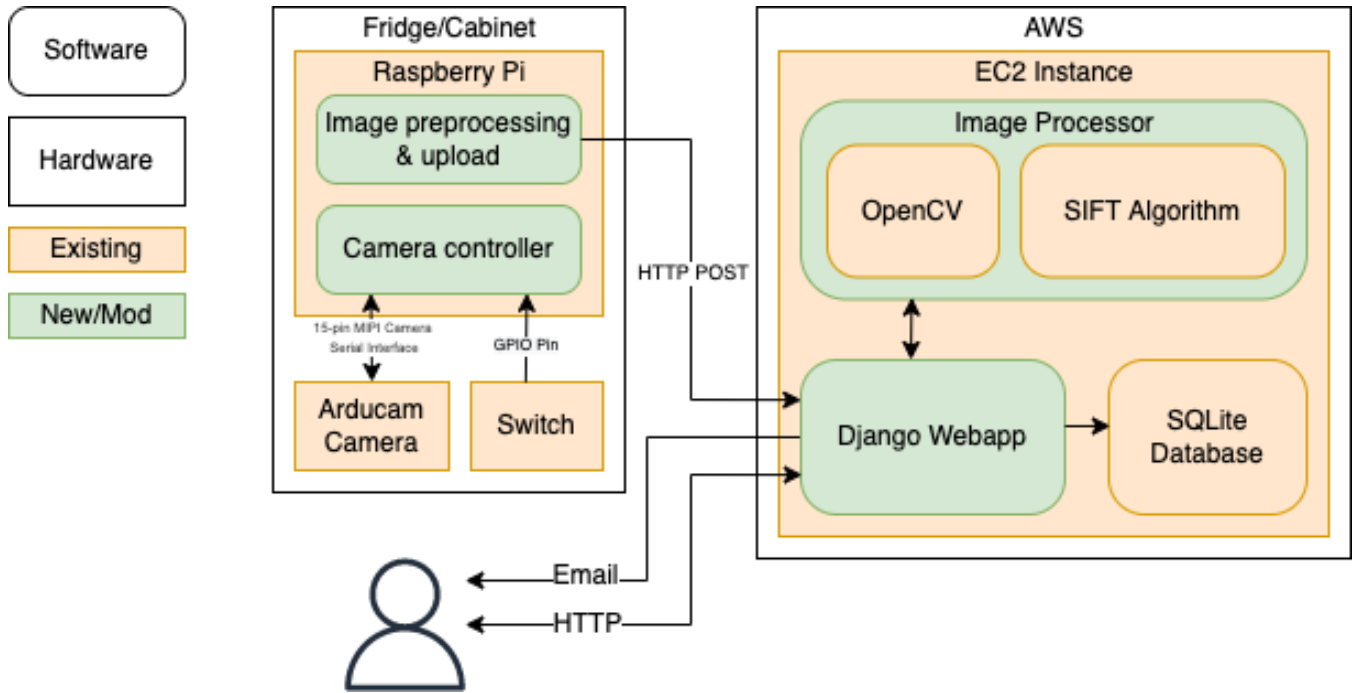 Software
Hardware
Existing
New/Mod
Fridge/Cabinet
Raspberry Pi
Image preprocessing
& upload
Camera controller
15-pin MIPI Camera
Serial Interface
GPIO Pin
Arducam
Camera
Switch
HTTP POST
AWS
EC2 Instance
Image Processor
OpenCV
SIFT Algorithm
Django Webapp
SQLite
Database
Email
HTTP